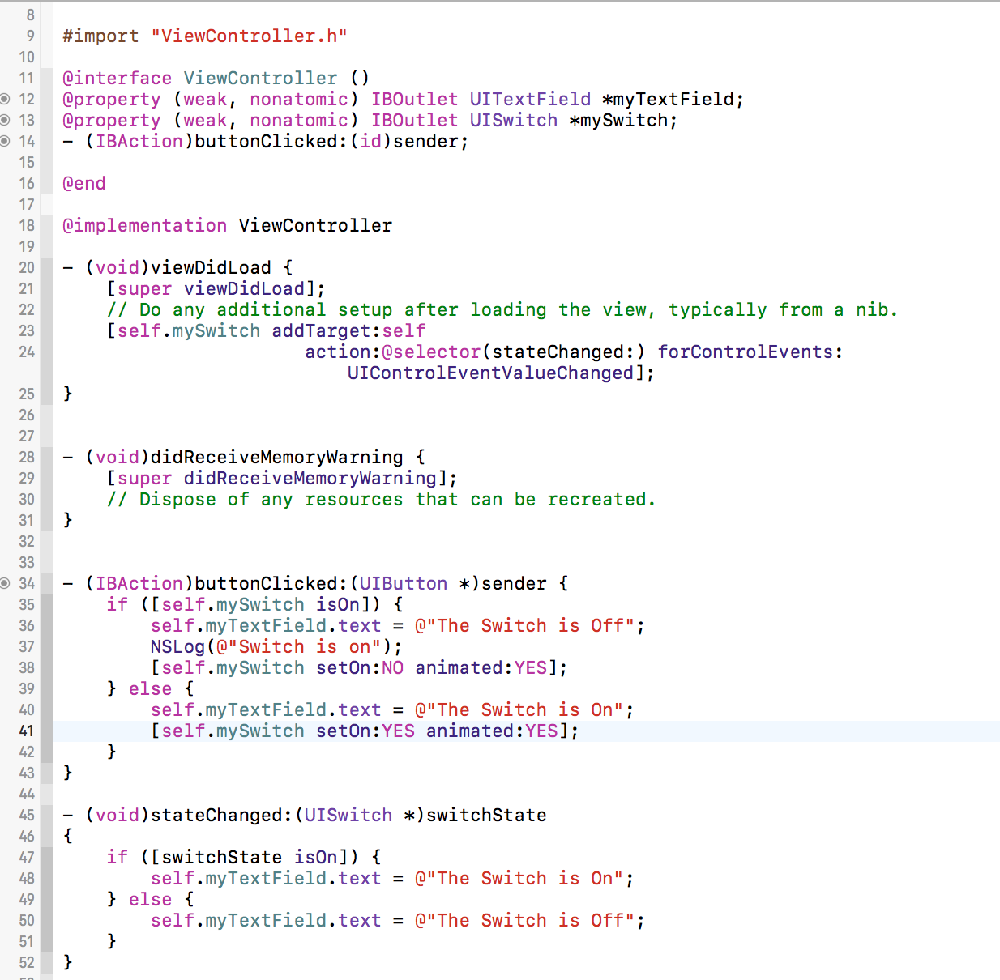 8
9 #import "ViewController.h"
10
11 @interface ViewController ()
12 @property (weak, nonatomic) IBOutlet UITextField *myTextField;
13 @property (weak, nonatomic) IBOutlet UISwitch *mySwitch;
14 - (IBAction)buttonClicked:(id)sender;
15
16 @end
17
18 @implementation ViewController
19
20 - (void)viewDidLoad {
21 [super viewDidLoad];
22 // Do any additional setup after loading the view, typically from a nib.
23 [self.mySwitch addTarget:self
24 action:@selector(stateChanged:) forControlEvents:
UIControlEventValueChanged];
25 }
26
27
28 - (void)didReceiveMemoryWarning {
29 [super didReceiveMemoryWarning];
30 // Dispose of any resources that can be recreated.
31 }
32
33
34 - (IBAction)buttonClicked:(UIButton *)sender {
35 if ([self.mySwitch isOn]) {
36 self.myTextField.text = @"The Switch is Off";
37 NSLog(@"Switch is on");
38 [self.mySwitch setOn:NO animated:YES];
39 } else {
40 self.myTextField.text = @"The Switch is On";
41 [self.mySwitch setOn:YES animated:YES];
42 }
43 }
44
45 - (void)stateChanged:(UISwitch *)switchState
46 {
47 if ([switchState isOn]) {
48 self.myTextField.text = @"The Switch is On";
49 } else {
50 self.myTextField.text = @"The Switch is Off";
51 }
52 }